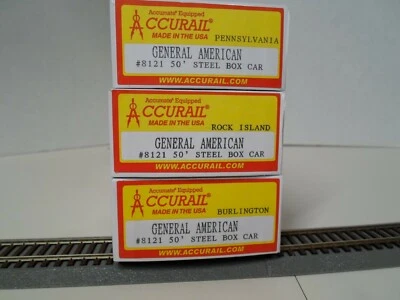 Accumate® Equipped
ACCURAIL®
MADE IN THE USA
PENNSYLVANIA
GENERAL AMERICAN
#8121 50' STEEL BOX CAR
WWW.ACCURAIL.COM
Accumate® Equipped
ACCURAIL®
MADE IN THE USA
ROCK ISLAND
GENERAL AMERICAN
#8121 50' STEEL BOX CAR
WWW.ACCURAIL.COM
Accumate® Equipped
ACCURAIL®
MADE IN THE USA
BURLINGTON
GENERAL AMERICAN
#8121 50' STEEL BOX CAR
WWW.ACCURAIL.COM